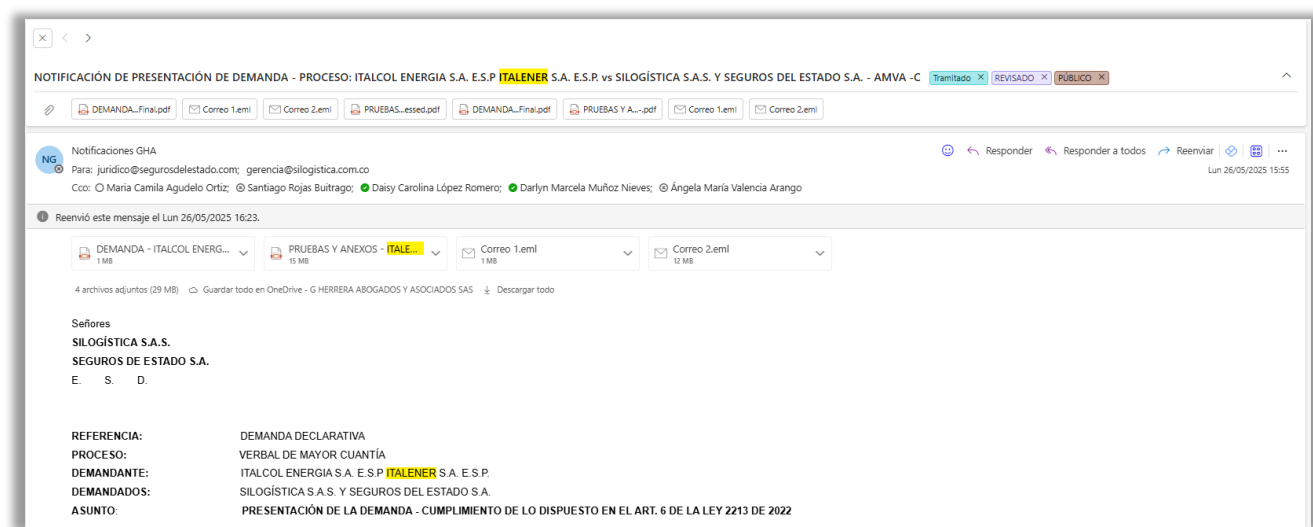 NOTIFICACIÓN DE PRESENTACIÓN DE DEMANDA - PROCESO: ITALCOL ENERGIA S.A. E.S.P ITALENER S.A. E.S.P. vs SILOGÍSTICA S.A.S. Y SEGUROS DEL ESTADO S.A. - AMVA -C Tramitado X REVISADO X PÚBLICO X
DEMANDA...Final.pdf Correo 1.eml Correo 2.eml PRUEBAS...essed.pdf DEMANDA...Final.pdf PRUEBAS Y A...-.pdf Correo 1.eml Correo 2.eml
NG
Notificaciones GHA
Responder Responder a todos Reenviar ...
Para: juridico@segurosdelestado.com; gerencia@silogistica.com.co
Lun 26/05/2025 15:55
Cco: Maria Camila Agudelo Ortiz; Santiago Rojas Buitrago; Daisy Carolina López Romero; Darlyn Marcela Muñoz Nieves; Ángela María Valencia Arango
Reenvió este mensaje el Lun 26/05/2025 16:23.
DEMANDA - ITALCOL ENERG... PRUEBAS Y ANEXOS - ITALE... Correo 1.eml Correo 2.eml
1 MB 15 MB 1 MB 12 MB
4 archivos adjuntos (29 MB) Guardar todo en OneDrive - G HERRERA ABOGADOS Y ASOCIADOS SAS Descargar todo
Señores
SILOGÍSTICA S.A.S.
SEGUROS DE ESTADO S.A.
E. S. D.
REFERENCIA: DEMANDA DECLARATIVA
PROCESO: VERBAL DE MAYOR CUANTÍA
DEMANDANTE: ITALCOL ENERGIA S.A. E.S.P ITALENER S.A. E.S.P.
DEMANDADOS: SILOGÍSTICA S.A.S. Y SEGUROS DEL ESTADO S.A.
ASUNTO: PRESENTACIÓN DE LA DEMANDA - CUMPLIMIENTO DE LO DISPUESTO EN EL ART. 6 DE LA LEY 2213 DE 2022